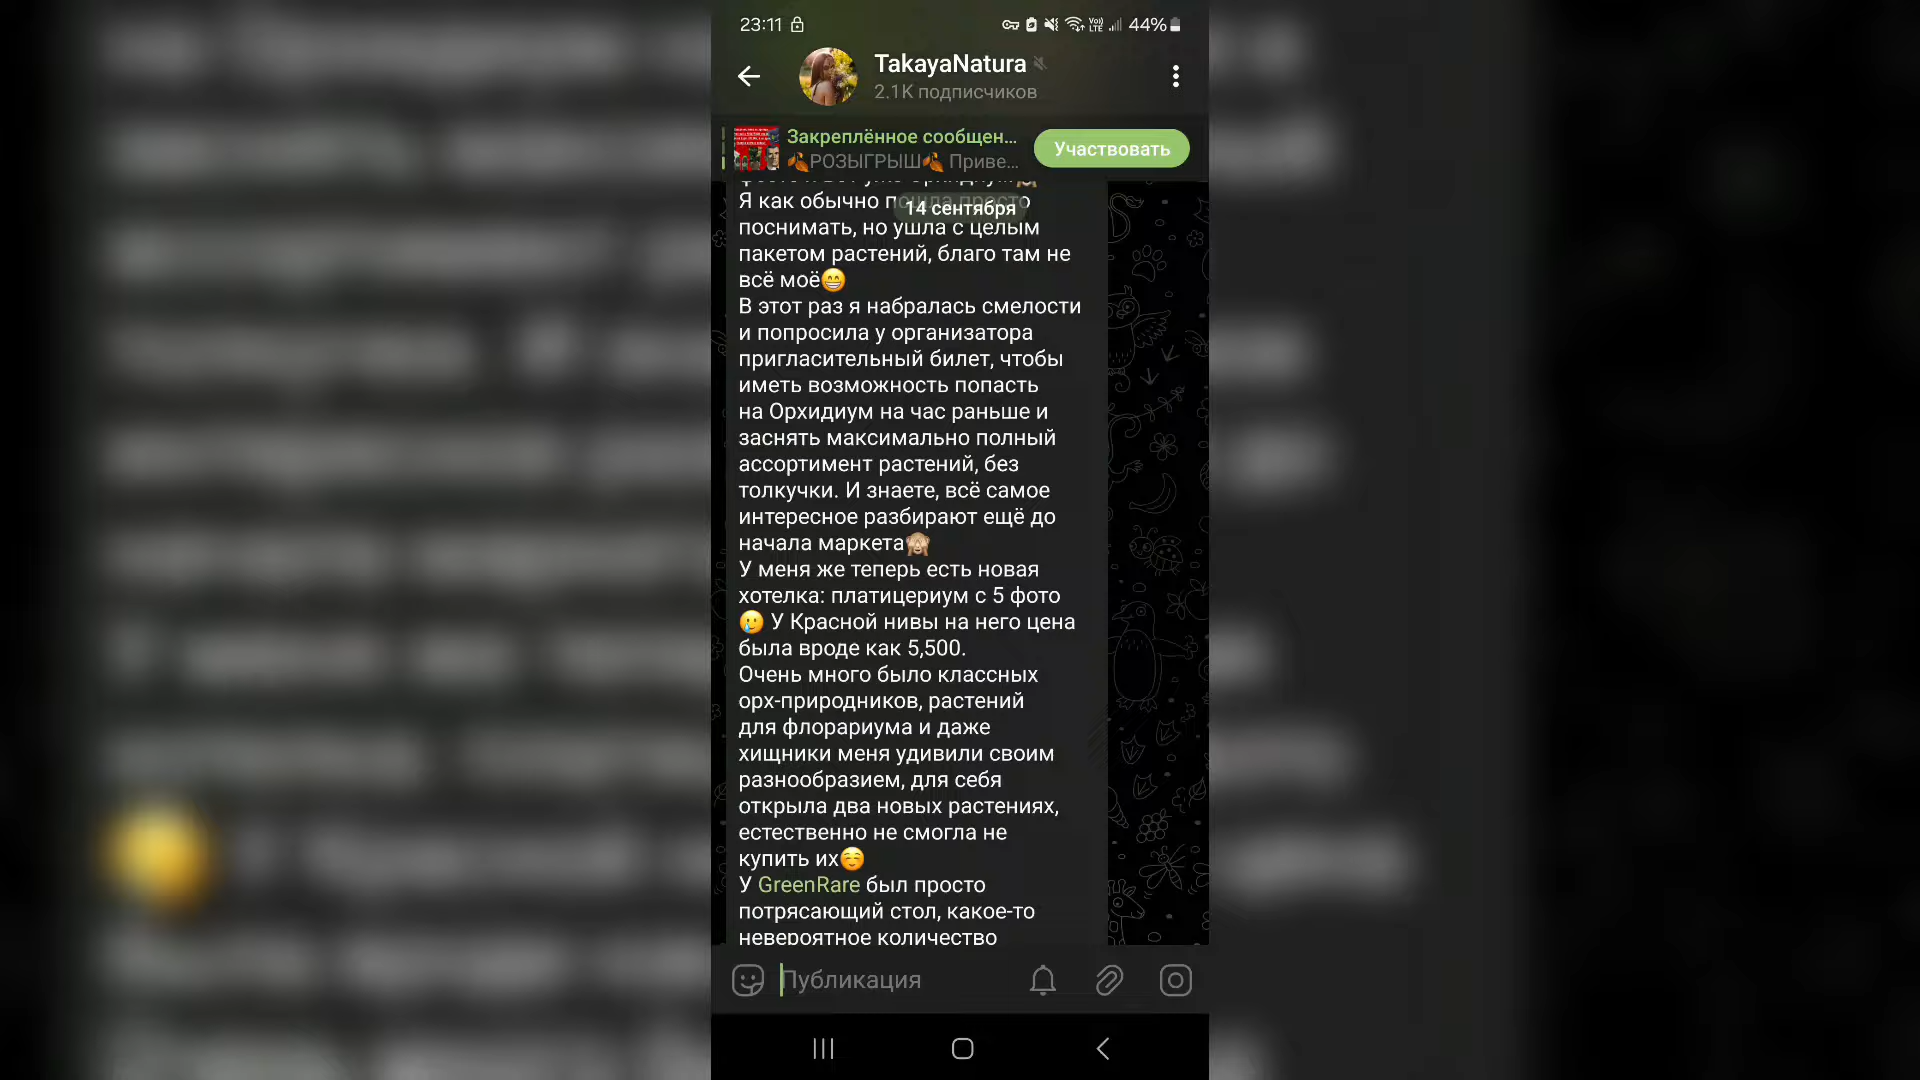 23:11
Vo))
LTE
44%
TakayaNatura
2.1K подписчиков
Закреплённое сообщен...
РОЗЫГРЫШ Приве...
Участвовать
14 сентября
Я как обычно пошла просто
поснимать, но ушла с целым
пакетом растений, благо там не
всё моё😁
В этот раз я набралась смелости
и попросила у организатора
пригласительный билет, чтобы
иметь возможность попасть
на Орхидиум на час раньше и
заснять максимально полный
ассортимент растений, без
толкучки. И знаете, всё самое
интересное разбирают ещё до
начала маркета🙈
У меня же теперь есть новая
хотелка: платицериум с 5 фото
🥲 У Красной нивы на него цена
была вроде как 5,500.
Очень много было классных
орх-природников, растений
для флорариума и даже
хищники меня удивили своим
разнообразием, для себя
открыла два новых растениях,
естественно не смогла не
купить их☺️
У GreenRare был просто
потрясающий стол, какое-то
невероятное количество
Публикация